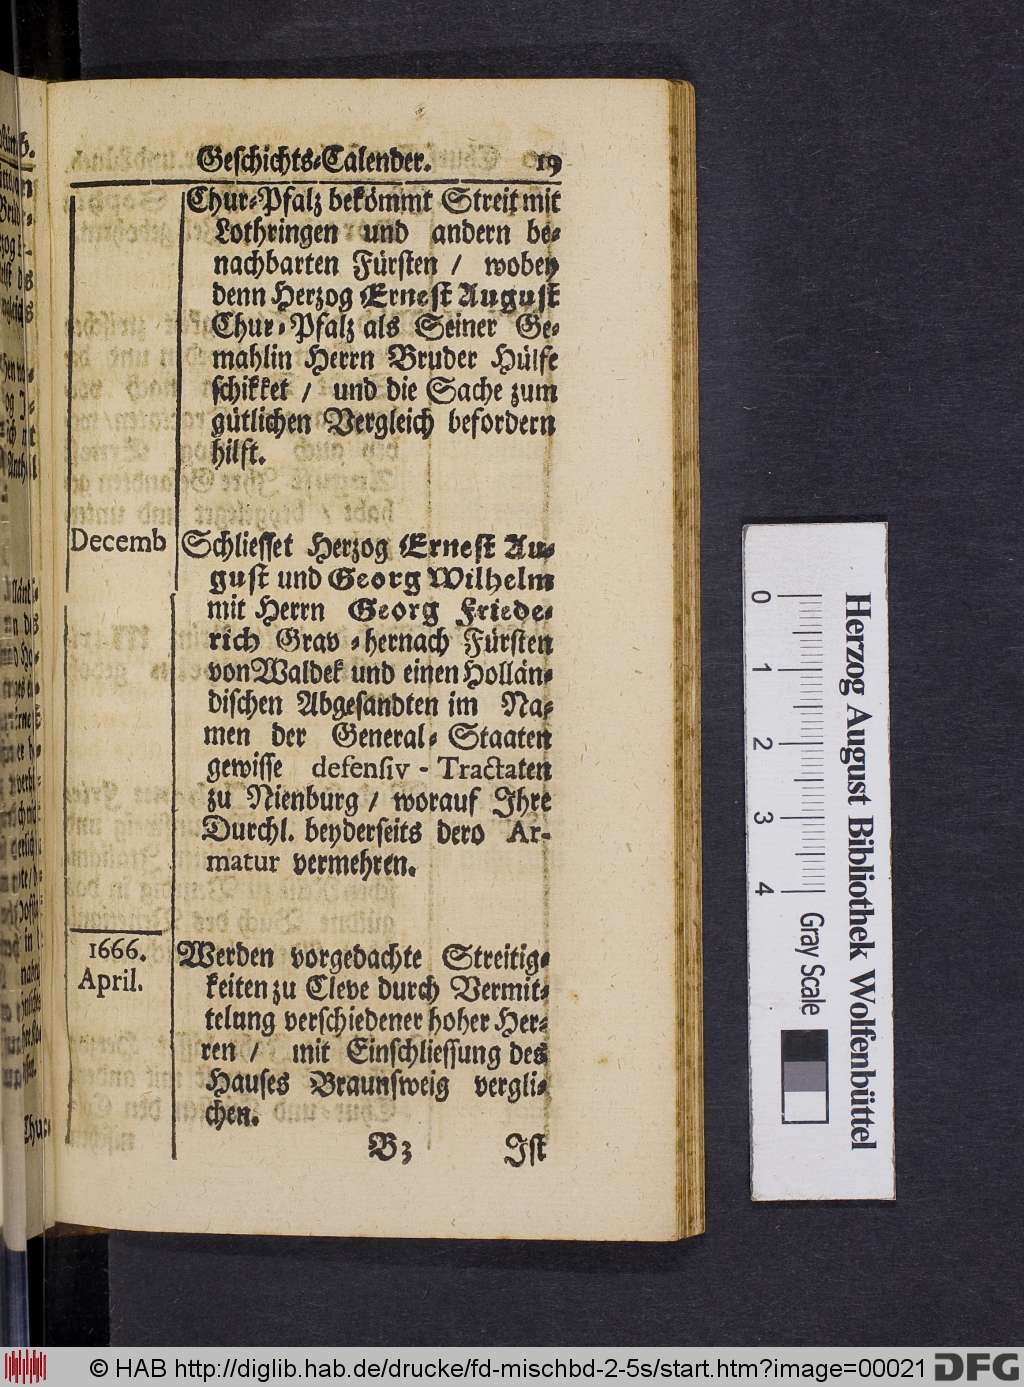 Geschichts-Calender. 19
Chur-Pfalz bekömmt Streit mit
Lothringen und andern be-
nachbarten Fürsten / wobey
denn Herzog Ernest August
Chur-Pfalz als Seiner Ge-
mahlin Herrn Bruder Hülfe
schikket / und die Sache zum
gütlichen Vergleich befordern
hilft.
Decemb Schliesset Herzog Ernest Au-
gust und Georg Wilhelm
mit Herrn Georg Friede-
rich Grav-hernach Fürsten
von Waldek und einen Hollän-
dischen Abgesandten im Na-
men der General-Staaten
gewisse defensiv-Tractaten
zu Nienburg / worauf Ihre
Durchl. beyderseits dero Ar-
matur vermehren.
1666.
April. Werden vorgedachte Streitig-
keiten zu Cleve durch Vermit-
telung verschiedener hoher Her-
ren / mit Einschliessung des
Hauses Braunsweig vergli-
chen.
B3 Ist
0 1 2 3 4 Gray Scale
Herzog August Bibliothek Wolfenbüttel
© HAB http://diglib.hab.de/drucke/fd-mischbd-2-5s/start.htm?image=00021 DFG